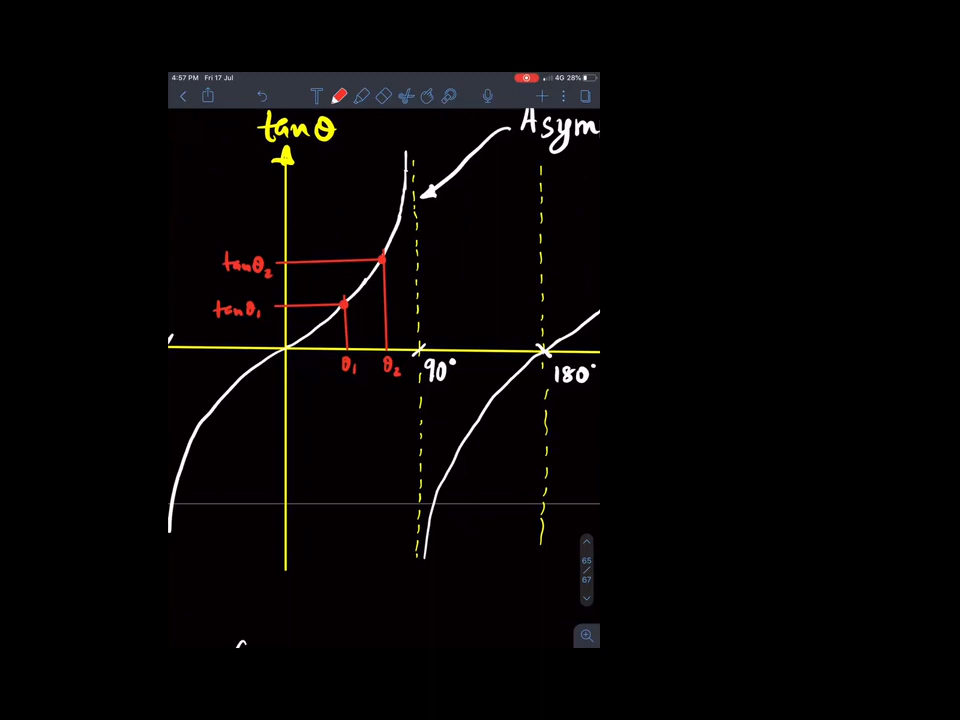 4:57 PM Fri 17 Jul
4G 28%
T
tanθ
Asym
tanθ₂
tanθ₁
θ₁ θ₂ 90° 180°
65
/
67